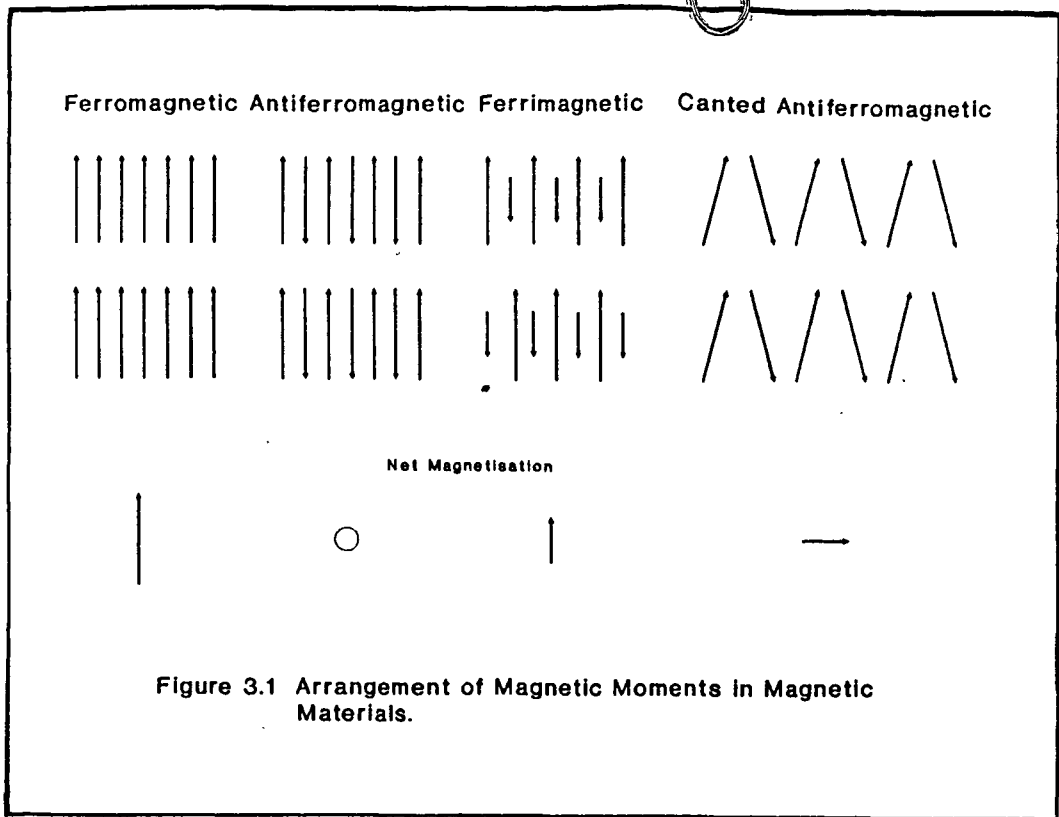 Ferromagnetic Antiferromagnetic Ferrimagnetic Canted Antiferromagnetic
Net Magnetisation
Figure 3.1 Arrangement of Magnetic Moments in Magnetic
Materials.